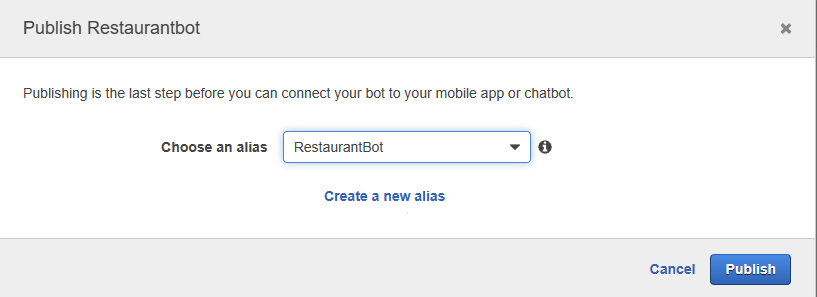 Publish Restaurantbot
Publishing is the last step before you can connect your bot to your mobile app or chatbot.
Choose an alias RestaurantBot
Create a new alias
Cancel Publish